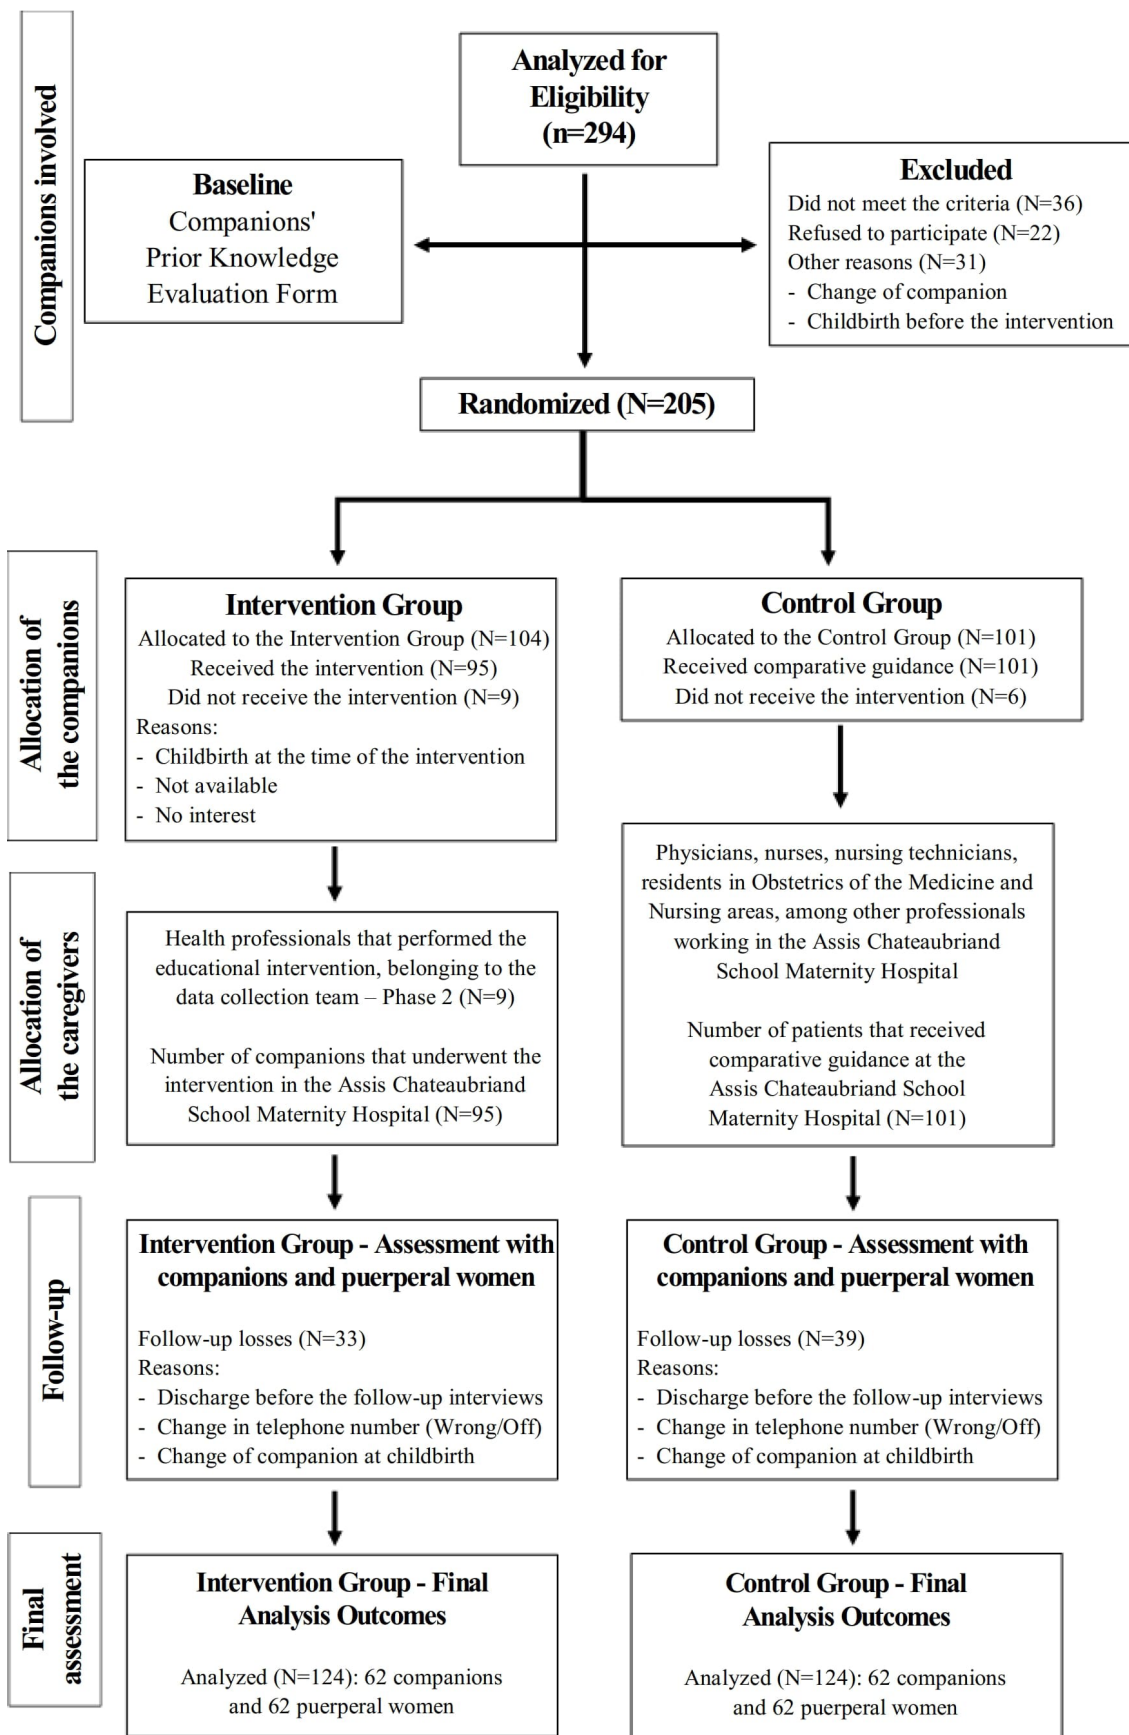 Companions involved
Analyzed for
Eligibility
(n=294)
Baseline
Companions'
Prior Knowledge
Evaluation Form
Excluded
Did not meet the criteria (N=36)
Refused to participate (N=22)
Other reasons (N=31)
- Change of companion
- Childbirth before the intervention
Randomized (N=205)
Allocation of
the companions
Intervention Group
Allocated to the Intervention Group (N=104)
Received the intervention (N=95)
Did not receive the intervention (N=9)
Reasons:
- Childbirth at the time of the intervention
- Not available
- No interest
Control Group
Allocated to the Control Group (N=101)
Received comparative guidance (N=101)
Did not receive the intervention (N=6)
Allocation of
the caregivers
Health professionals that performed the
educational intervention, belonging to the
data collection team – Phase 2 (N=9)
Number of companions that underwent the
intervention in the Assis Chateaubriand
School Maternity Hospital (N=95)
Physicians, nurses, nursing technicians,
residents in Obstetrics of the Medicine and
Nursing areas, among other professionals
working in the Assis Chateaubriand
School Maternity Hospital
Number of patients that received
comparative guidance at the
Assis Chateaubriand School
Maternity Hospital (N=101)
Follow-up
Intervention Group - Assessment with
companions and puerperal women
Follow-up losses (N=33)
Reasons:
- Discharge before the follow-up interviews
- Change in telephone number (Wrong/Off)
- Change of companion at childbirth
Control Group - Assessment with
companions and puerperal women
Follow-up losses (N=39)
Reasons:
- Discharge before the follow-up interviews
- Change in telephone number (Wrong/Off)
- Change of companion at childbirth
Final
assessment
Intervention Group - Final
Analysis Outcomes
Analyzed (N=124): 62 companions
and 62 puerperal women
Control Group - Final
Analysis Outcomes
Analyzed (N=124): 62 companions
and 62 puerperal women